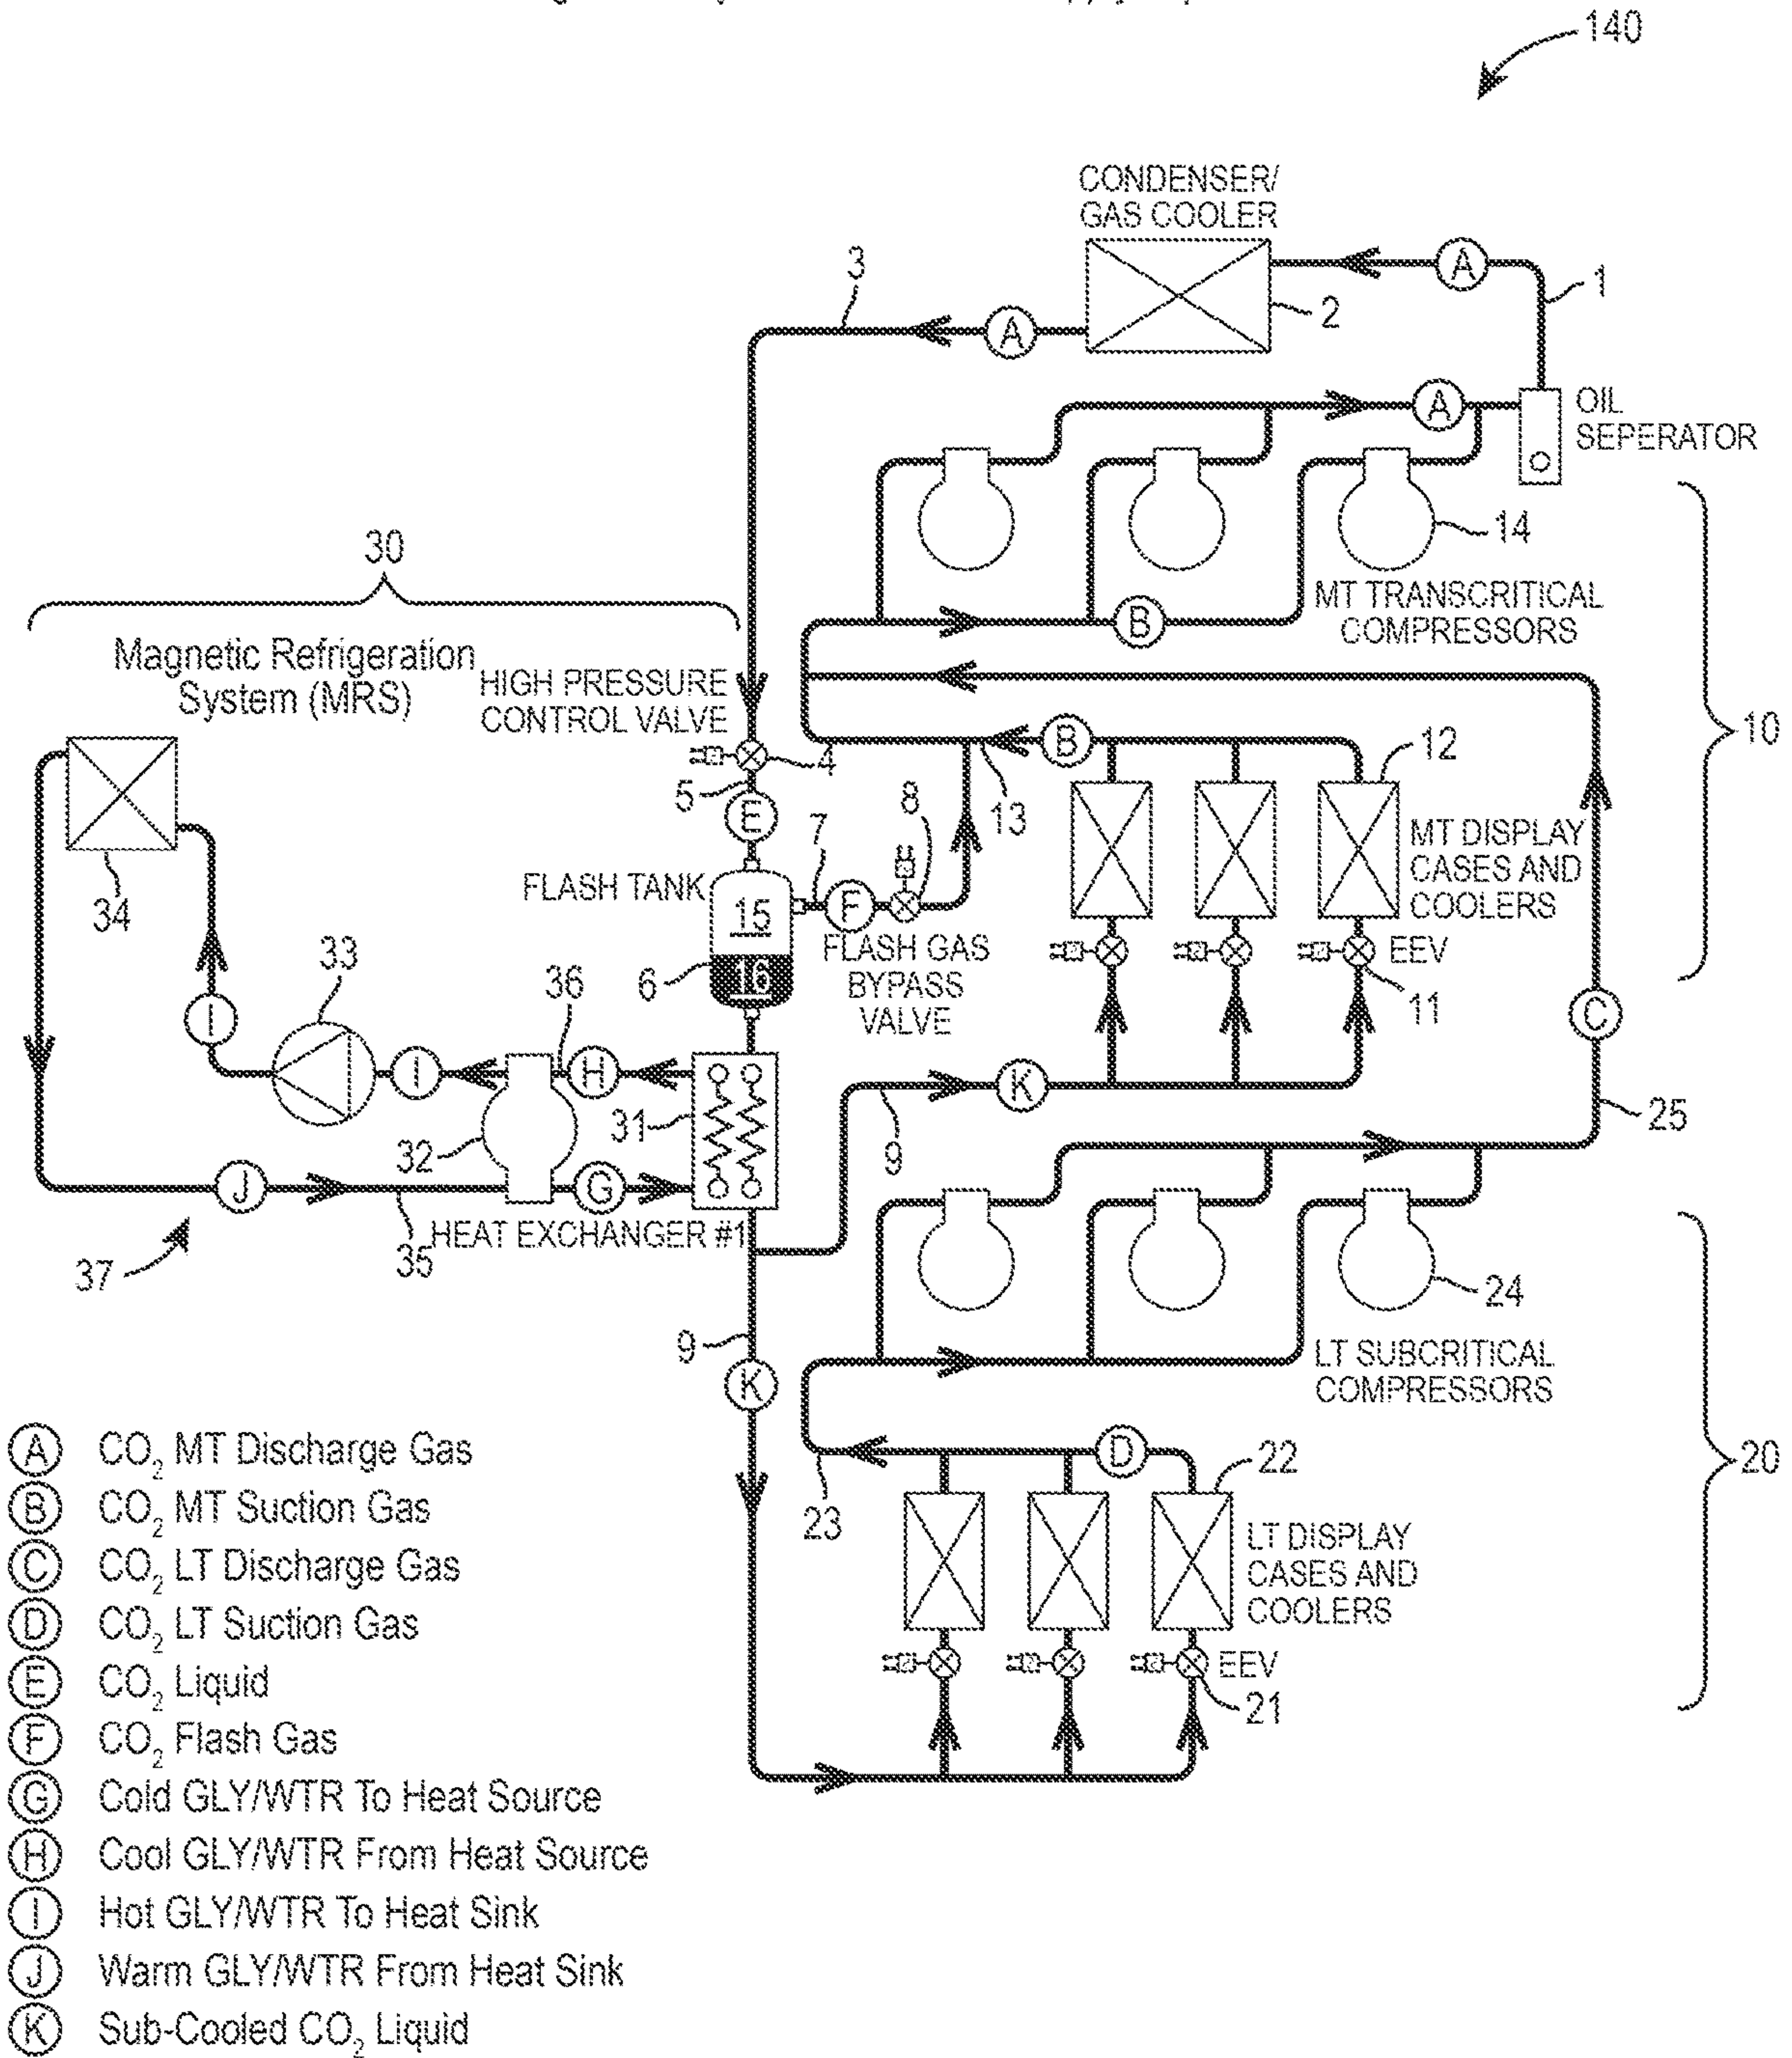 140
CONDENSER/
GAS COOLER
3
A
1
2
A
A
OIL
SEPERATOR
14
30
MT TRANSCRITICAL
COMPRESSORS
B
Magnetic Refrigeration
System (MRS)
HIGH PRESSURE
CONTROL VALVE
10
B
12
4
5
8
13
E
7
MT DISPLAY
CASES AND
COOLERS
FLASH TANK
15
F
34
33
FLASH GAS
BYPASS
VALVE
EEV
6
16
36
11
I
C
I
H
K
31
32
9
25
J
G
HEAT EXCHANGER #1
35
37
24
9
LT SUBCRITICAL
COMPRESSORS
K
D
22
20
23
LT DISPLAY
CASES AND
COOLERS
EEV
21
A CO2 MT Discharge Gas
B CO2 MT Suction Gas
C CO2 LT Discharge Gas
D CO2 LT Suction Gas
E CO2 Liquid
F CO2 Flash Gas
G Cold GLY/WTR To Heat Source
H Cool GLY/WTR From Heat Source
I Hot GLY/WTR To Heat Sink
J Warm GLY/WTR From Heat Sink
K Sub-Cooled CO2 Liquid